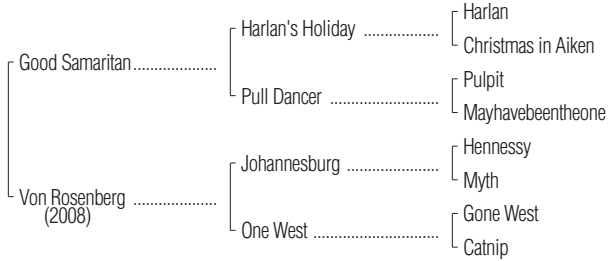 Harlan
Harlan's Holiday ..................
Christmas in Aiken
Good Samaritan..................
Pulpit
Pull Dancer ........................
Mayhavebeentheone
Hennessy
Johannesburg .....................
Myth
Von Rosenberg ..................
(2008)
Gone West
One West ...........................
Catnip